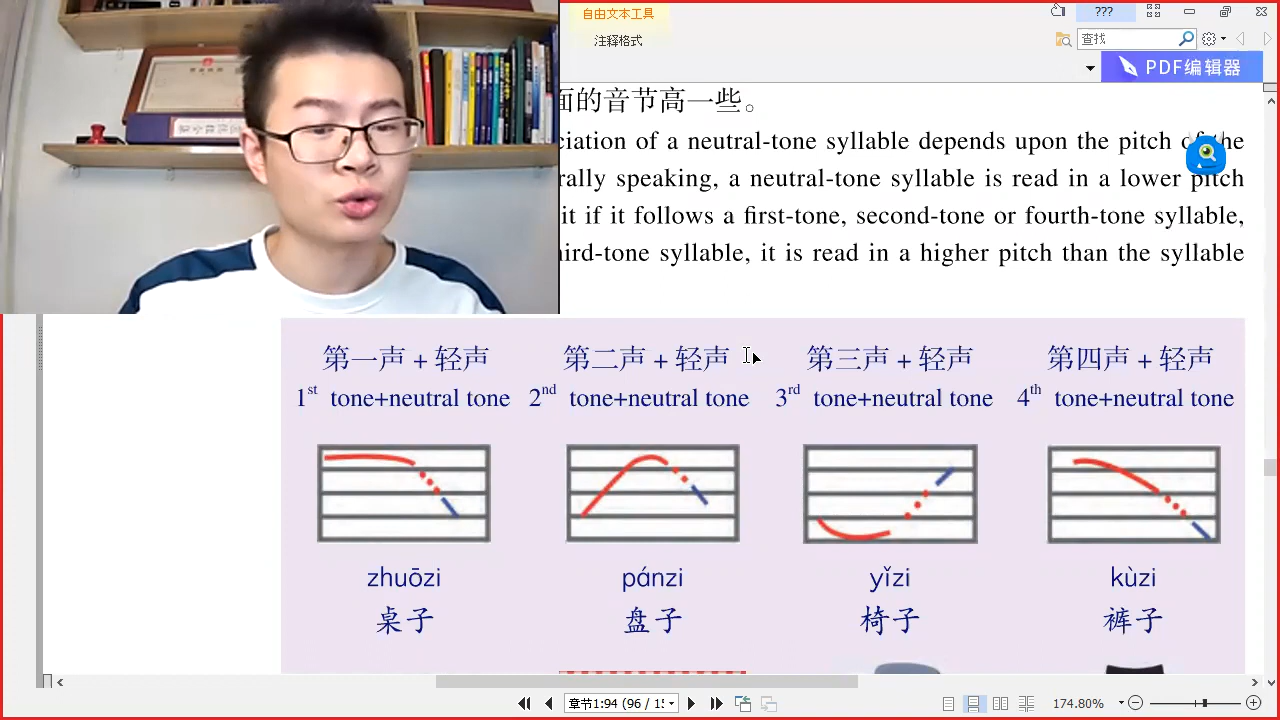 自由文本工具
???
注释格式
查找
PDF编辑器
面的音节高一些。
ciation of a neutral-tone syllable depends upon the pitch of the
rally speaking, a neutral-tone syllable is read in a lower pitch
it if it follows a first-tone, second-tone or fourth-tone syllable,
hird-tone syllable, it is read in a higher pitch than the syllable
第一声 + 轻声 第二声 + 轻声 第三声 + 轻声 第四声 + 轻声
1st tone+neutral tone 2nd tone+neutral tone 3rd tone+neutral tone 4th tone+neutral tone
zhuōzi pánzi yǐzi kùzi
桌子 盘子 椅子 裤子
章节1:94 (96 / 15
174.80%